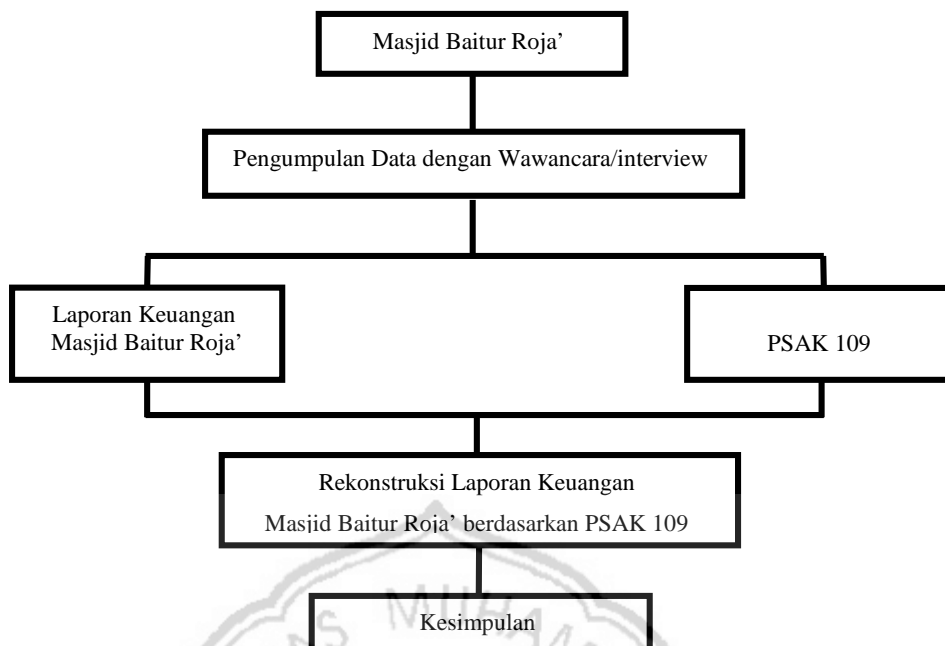 Masjid Baitur Roja’
Pengumpulan Data dengan Wawancara/interview
Laporan Keuangan
Masjid Baitur Roja’
PSAK 109
Rekonstruksi Laporan Keuangan
Masjid Baitur Roja’ berdasarkan PSAK 109
Kesimpulan